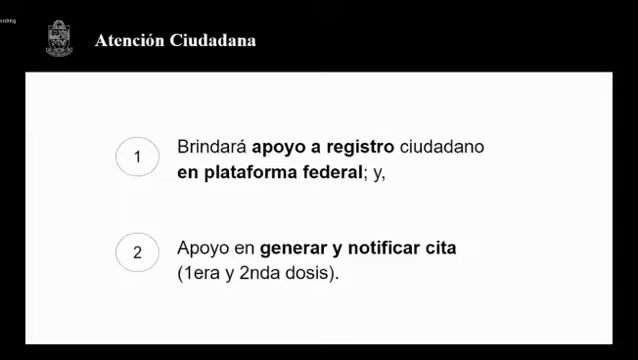 ording
Atención Ciudadana
1
Brindará apoyo a registro ciudadano
en plataforma federal; y,
2
Apoyo en generar y notificar cita
(1era y 2nda dosis).